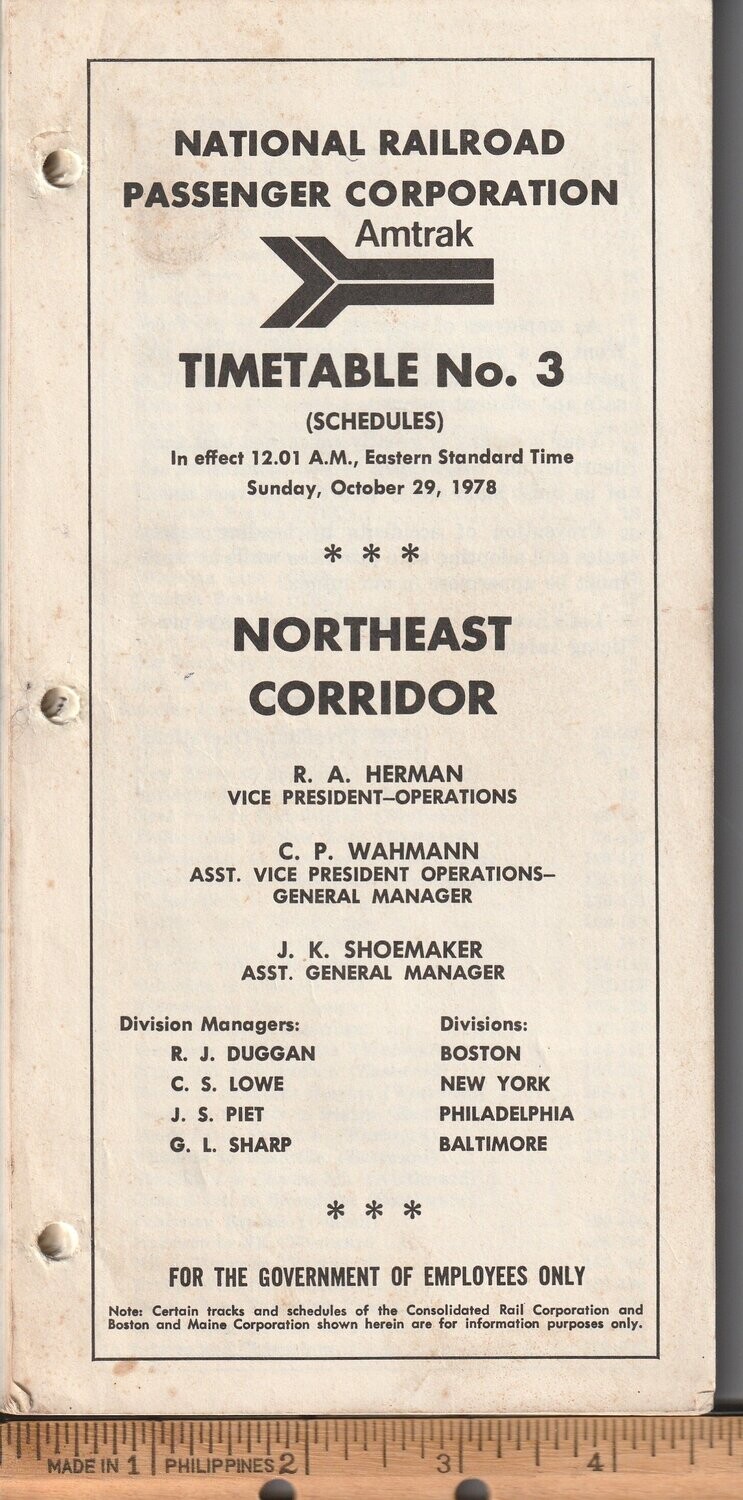 NATIONAL RAILROAD
PASSENGER CORPORATION
Amtrak
TIMETABLE No. 3
(SCHEDULES)
In effect 12.01 A.M., Eastern Standard Time
Sunday, October 29, 1978
* * *
NORTHEAST
CORRIDOR
R. A. HERMAN
VICE PRESIDENT–OPERATIONS
C. P. WAHMANN
ASST. VICE PRESIDENT OPERATIONS–
GENERAL MANAGER
J. K. SHOEMAKER
ASST. GENERAL MANAGER
Division Managers: Divisions:
R. J. DUGGAN BOSTON
C. S. LOWE NEW YORK
J. S. PIET PHILADELPHIA
G. L. SHARP BALTIMORE
* * *
FOR THE GOVERNMENT OF EMPLOYEES ONLY
Note: Certain tracks and schedules of the Consolidated Rail Corporation and
Boston and Maine Corporation shown herein are for information purposes only.
MADE IN 1 PHILIPPINES 2 3 4